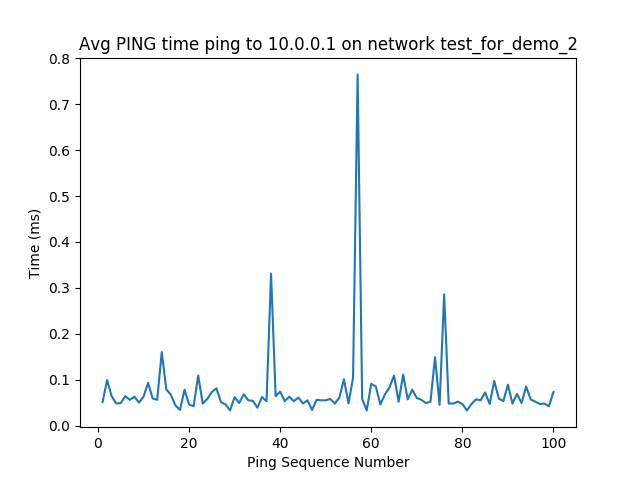 Avg PING time ping to 10.0.0.1 on network test_for_demo_2
0.8
0.7
0.6
0.5
0.4
0.3
0.2
0.1
0.0
Time (ms)
0 20 40 60 80 100
Ping Sequence Number